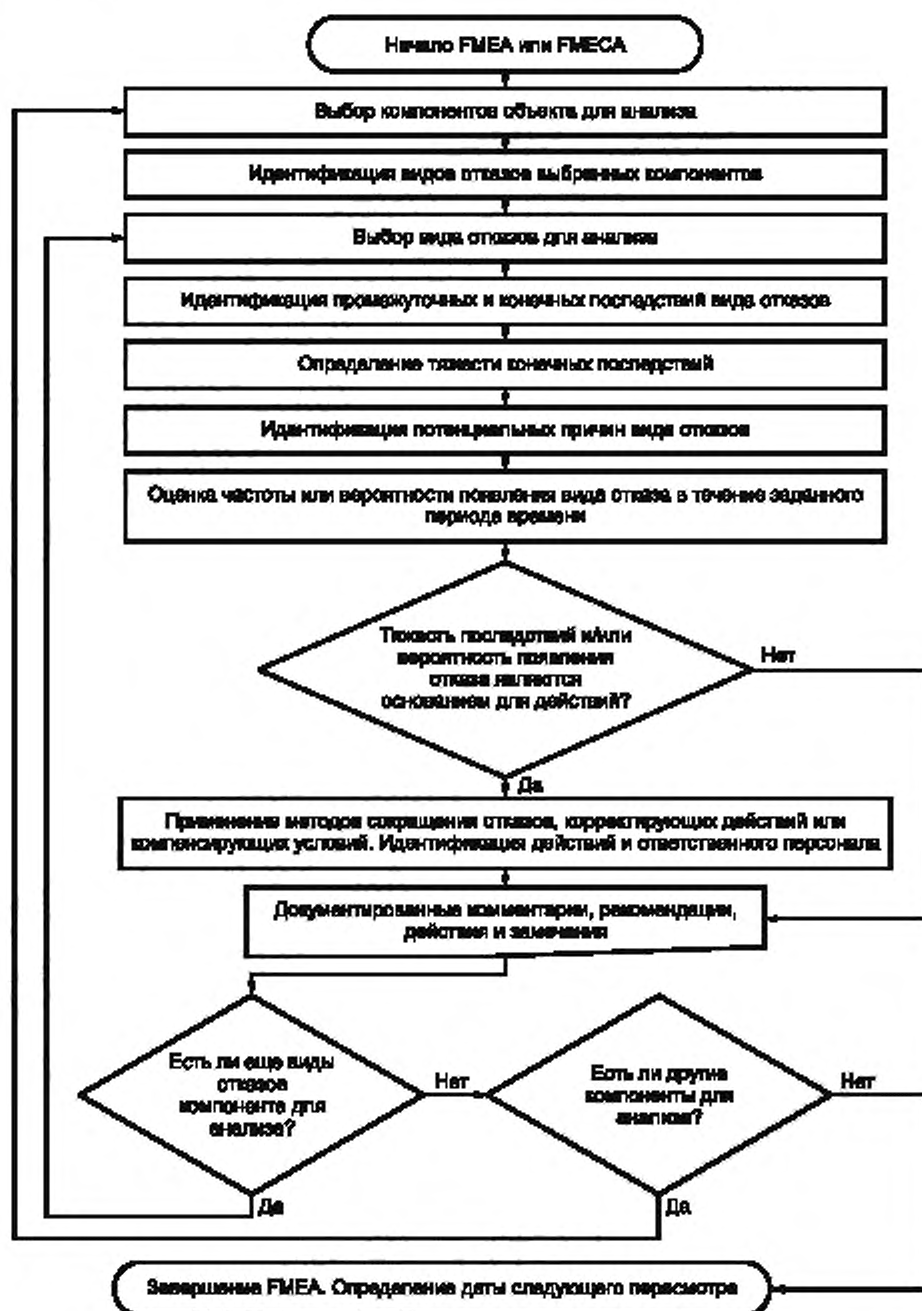 Начало FMEA или FMECA
Выбор компонентов объекта для анализа
Идентификация видов отказов выбранных компонентов
Выбор вида отказов для анализа
Идентификация промежуточных и конечных последствий вида отказов
Определение тяжести конечных последствий
Идентификация потенциальных причин вида отказов
Оценка частоты или вероятности появления вида отказа в течение заданного
периода времени
Тяжесть последствий и/или
вероятность появления
отказа являются
основанием для действий?
Нет
Да
Применение методов сокращения отказов, корректирующих действий или
компенсирующих условий. Идентификация действий и ответственного персонала
Документированные комментарии, рекомендации,
действия и замечания
Есть ли еще виды
отказов
компонента для
анализа?
Нет
Есть ли другие
компоненты для
анализа?
Нет
Да
Да
Завершение FMEA. Определение даты следующего пересмотра